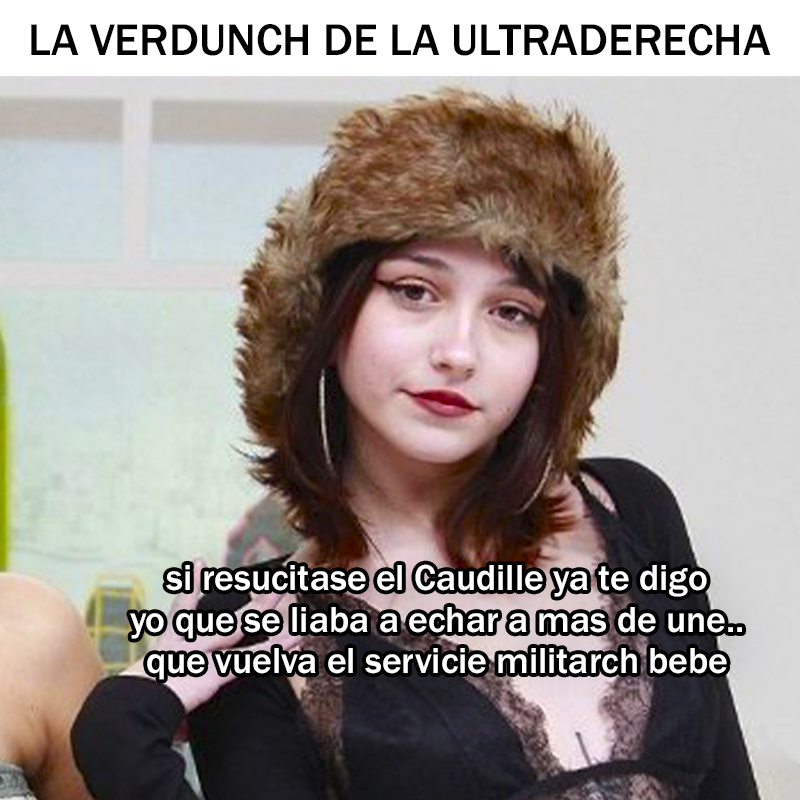 LA VERDUNCH DE LA ULTRADERECHA
si resucitase el Caudille ya te digo
yo que se liaba a echar a mas de une..
que vuelva el servicie militarch bebe